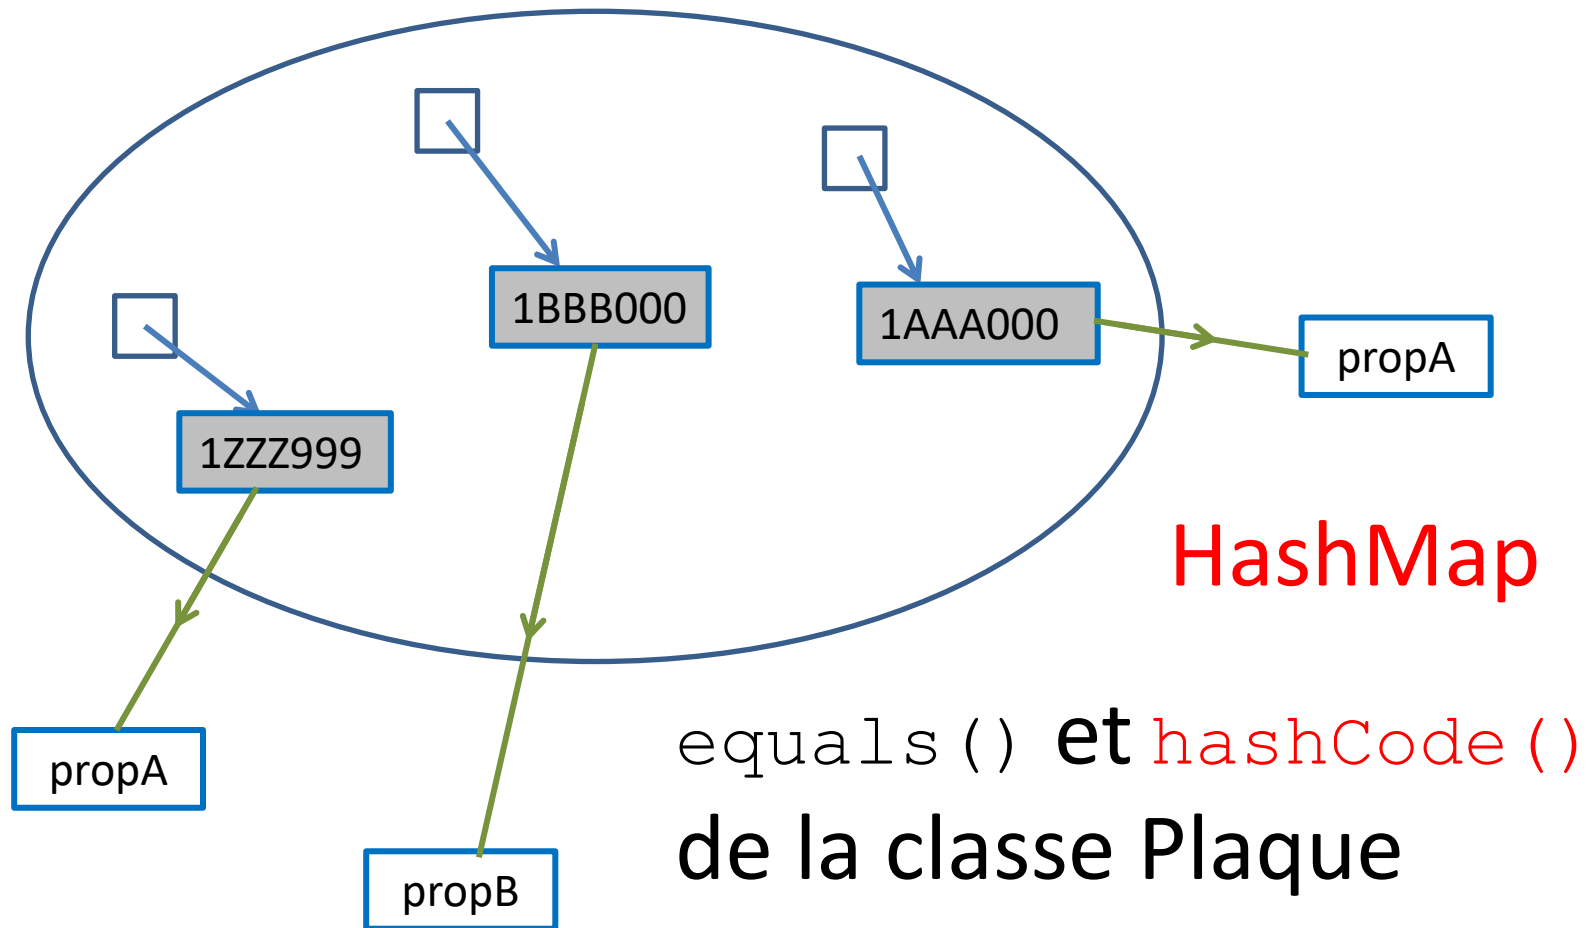 1BBB000
1AAA000
propA
1ZZZ999
HashMap
propA
propB
equals() et hashCode()
de la classe Plaque